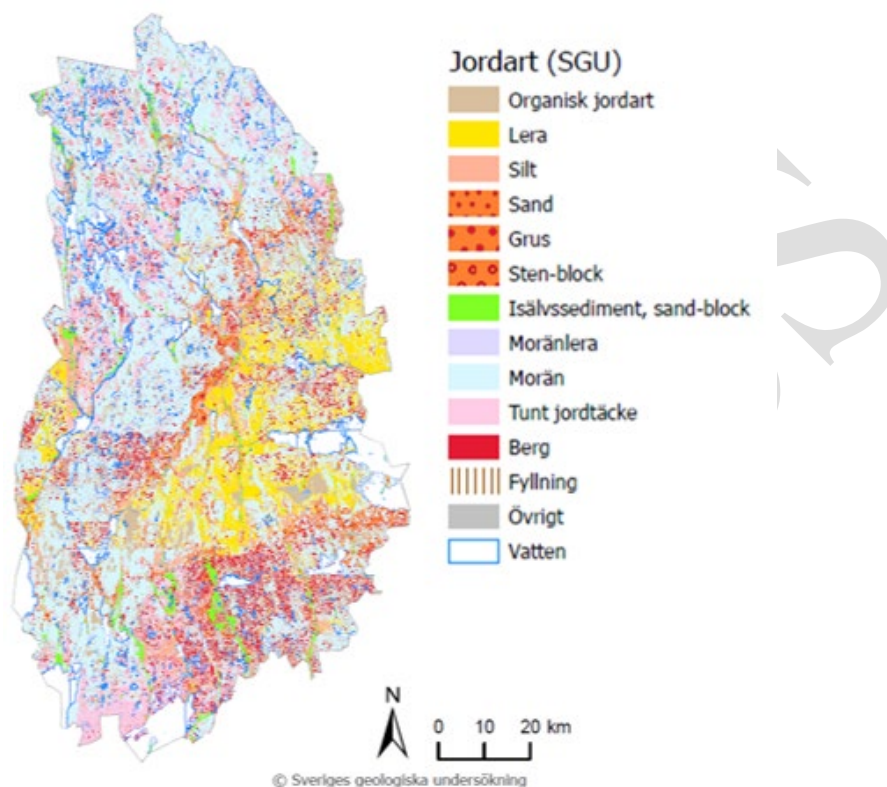 Jordart (SGU)
Organisk jordart
Lera
Silt
Sand
Grus
Sten-block
Isälvssediment, sand-block
Moränlera
Morän
Tunt jordtäcke
Berg
Fyllning
Övrigt
Vatten
N
0 10 20 km
© Sveriges geologiska undersökning
S